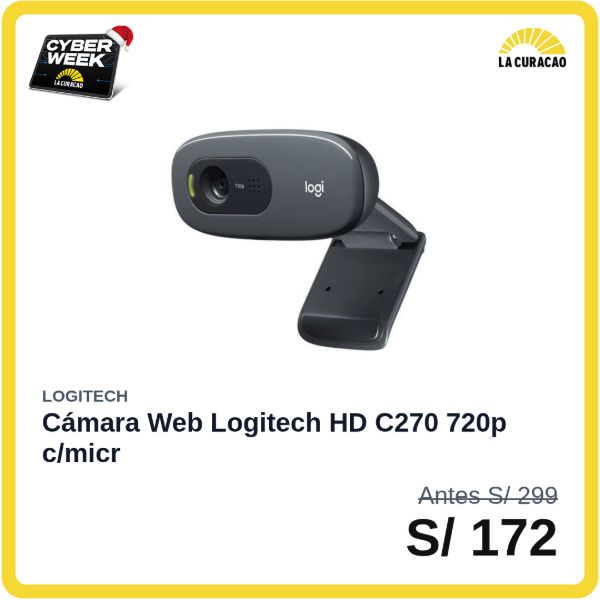 CYBER
WEEK
LA CURACAO
LA CURACAO
720p
logi
LOGITECH
Cámara Web Logitech HD C270 720p
c/micr
Antes S/ 299
S/ 172